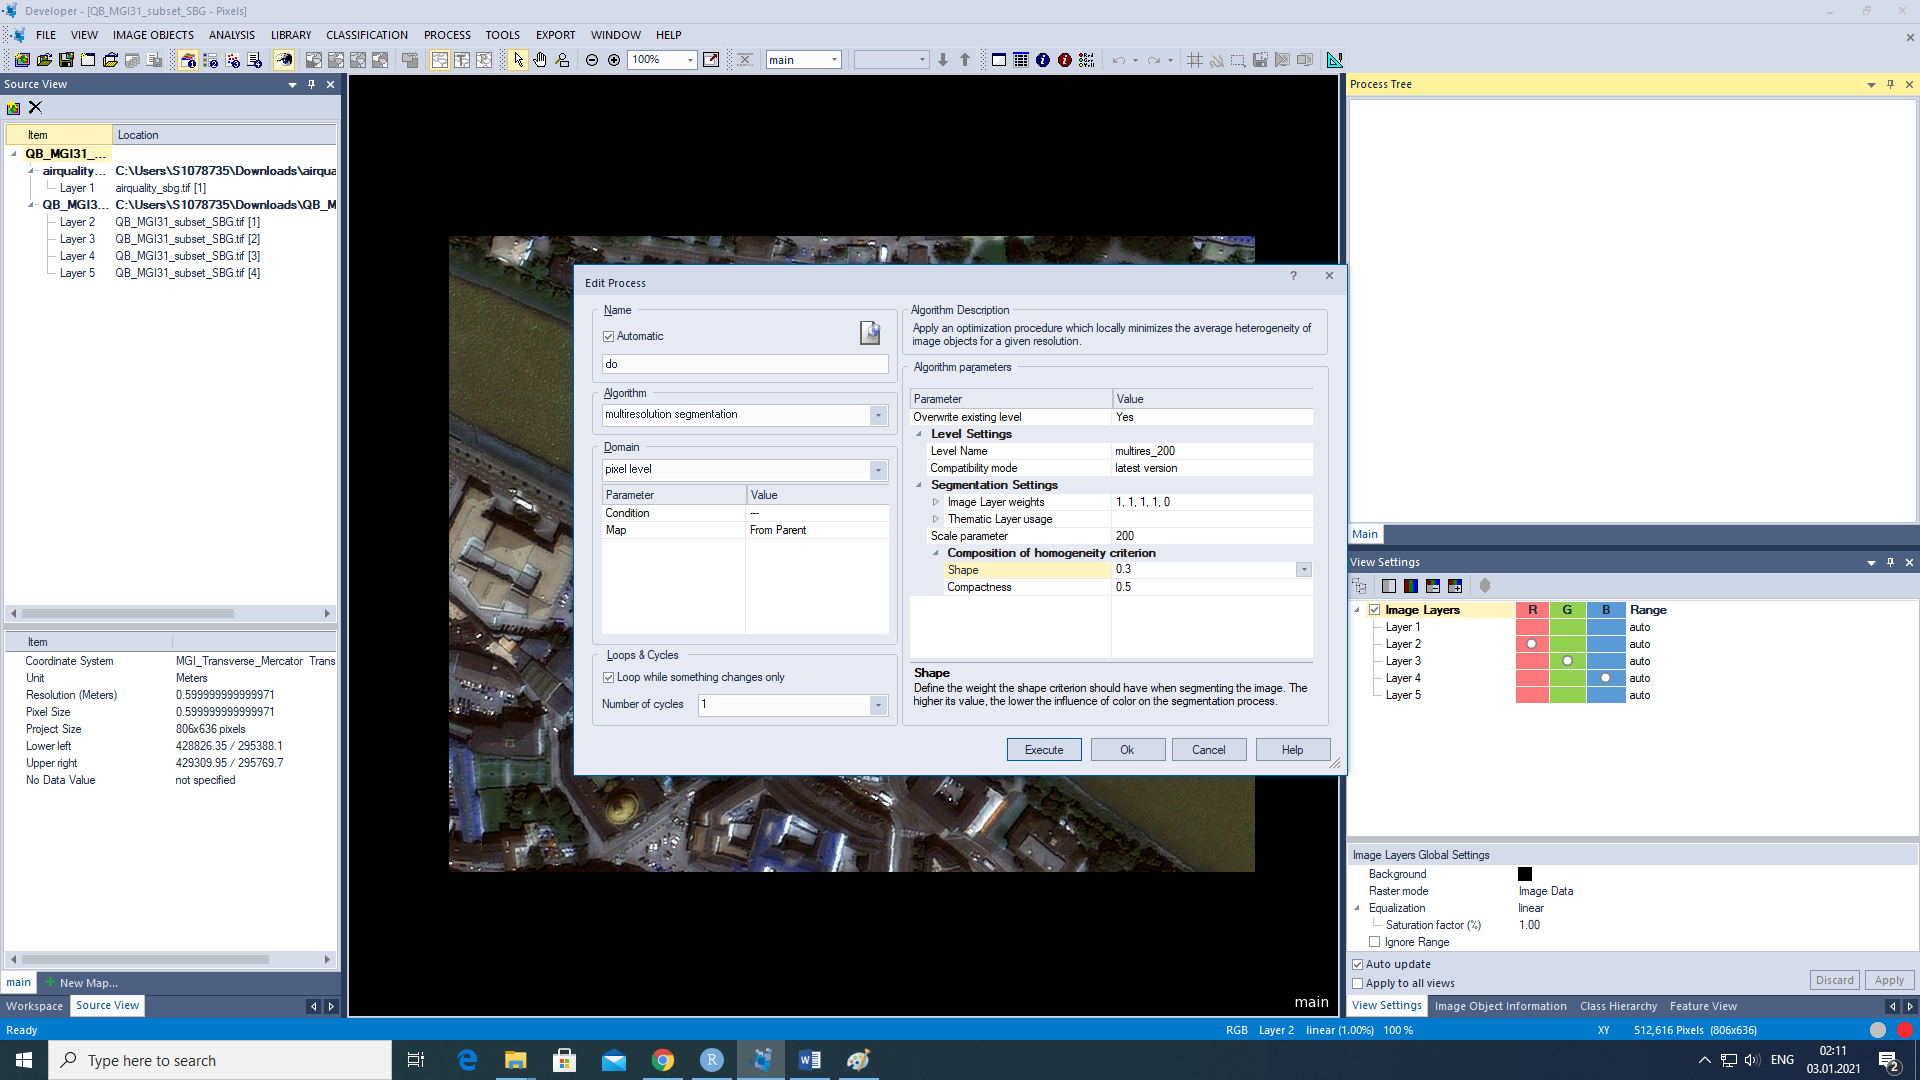 Developer - [QB_MGI31_subset_SBG - Pixels]
FILE VIEW IMAGE OBJECTS ANALYSIS LIBRARY CLASSIFICATION PROCESS TOOLS EXPORT WINDOW HELP
100% main
Source View
Item Location
QB_MGI31_...
airquality... C:\Users\S1078735\Downloads\airqua
Layer 1 airquality_sbg.tif [1]
QB_MGI3... C:\Users\S1078735\Downloads\QB_M
Layer 2 QB_MGI31_subset_SBG.tif [1]
Layer 3 QB_MGI31_subset_SBG.tif [2]
Layer 4 QB_MGI31_subset_SBG.tif [3]
Layer 5 QB_MGI31_subset_SBG.tif [4]
Item
Coordinate System MGI_Transverse_Mercator Trans
Unit Meters
Resolution (Meters) 0.599999999999971
Pixel Size 0.599999999999971
Project Size 806x636 pixels
Lower left 428826.35 / 295388.1
Upper right 429309.95 / 295769.7
No Data Value not specified
main New Map...
Workspace Source View
Edit Process
?
Name
Automatic
do
Algorithm
multiresolution segmentation
Domain
pixel level
Parameter Value
Condition ---
Map From Parent
Loops & Cycles
Loop while something changes only
Number of cycles 1
Algorithm Description
Apply an optimization procedure which locally minimizes the average heterogeneity of
image objects for a given resolution.
Algorithm parameters
Parameter Value
Overwrite existing level Yes
Level Settings
Level Name multires_200
Compatibility mode latest version
Segmentation Settings
Image Layer weights 1, 1, 1, 1, 0
Thematic Layer usage
Scale parameter 200
Composition of homogeneity criterion
Shape 0.3
Compactness 0.5
Shape
Define the weight the shape criterion should have when segmenting the image. The
higher its value, the lower the influence of color on the segmentation process.
Execute Ok Cancel Help
main
Process Tree
Main
View Settings
Image Layers R G B Range
Layer 1 auto
Layer 2 auto
Layer 3 auto
Layer 4 auto
Layer 5 auto
Image Layers Global Settings
Background
Raster mode Image Data
Equalization linear
Saturation factor (%) 1.00
Ignore Range
Auto update
Apply to all views
Discard Apply
View Settings Image Object Information Class Hierarchy Feature View
Ready RGB Layer 2 linear (1.00%) 100 % XY 512,616 Pixels (806x636)
Type here to search
ENG
02:11
03.01.2021
2